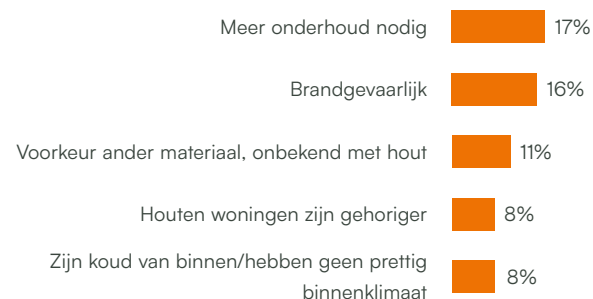 Meer onderhoud nodig 17%
Brandgevaarlijk 16%
Voorkeur ander materiaal, onbekend met hout 11%
Houten woningen zijn gehoriger 8%
Zijn koud van binnen/hebben geen prettig
binnenklimaat 8%